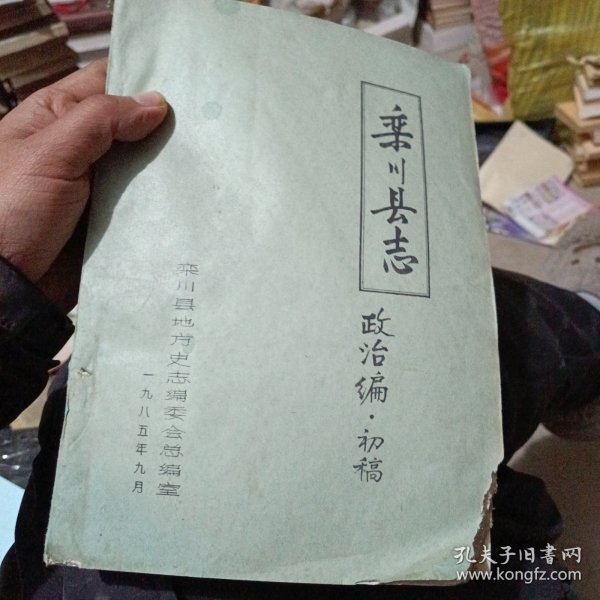 栾川县志
政治编·初稿
栾川县地方史志编委会总编室
一九八五年九月
孔夫子旧书网
www.kongfz.com